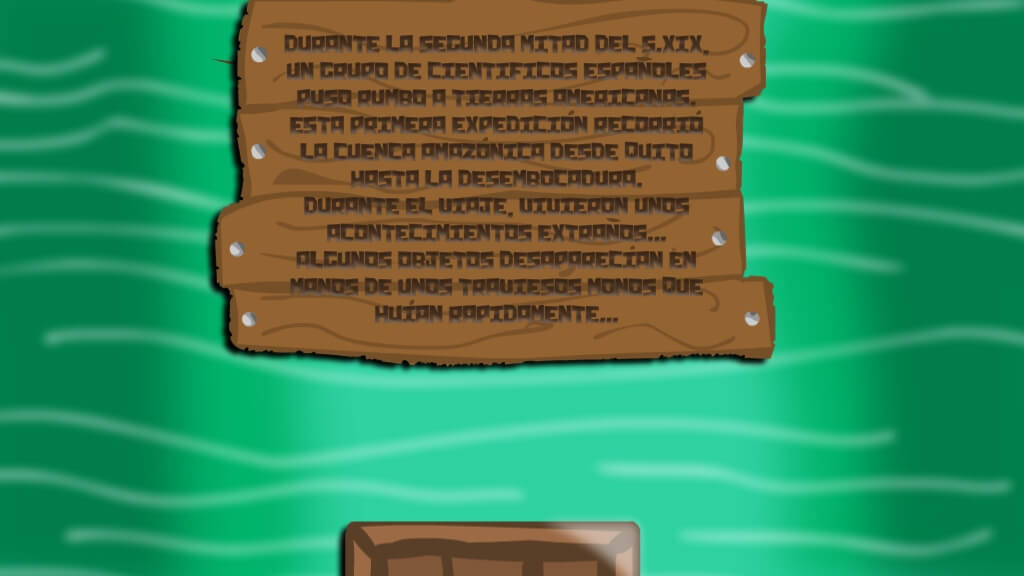 DURANTE LA SEGUNDA MITAD DEL S.XIX,
UN GRUPO DE CIENTIFICOS ESPAÑOLES
PUSO RUMBO A TIERRAS AMERICANAS.
ESTA PRIMERA EXPEDICIÓN RECORRIÓ
LA CUENCA AMAZÓNICA DESDE QUITO
HASTA LA DESEMBOCADURA.
DURANTE EL VIAJE, VIVIERON UNOS
ACONTECIMIENTOS EXTRAÑOS...
ALGUNOS OBJETOS DESAPARECÍAN EN
MANOS DE UNOS TRAVIESOS MONOS QUE
HUÍAN RAPIDAMENTE...